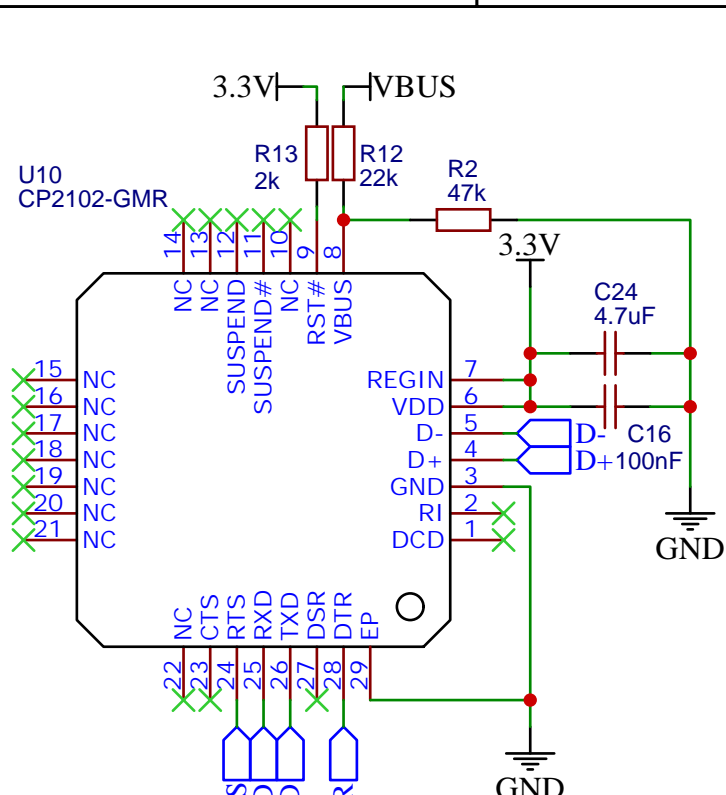 3.3V VBUS
R13 R12
2k 22k
R2
47k
U10
CP2102-GMR
14 13 12 11 10 9 8
NC NC SUSPEND SUSPEND# NC RST# VBUS
3.3V
C24
4.7uF
15 NC
16 NC
17 NC
18 NC
19 NC
20 NC
21 NC
REGIN 7
VDD 6
D- 5 D- C16
D+ 4 D+ 100nF
GND 3
RI 2
DCD 1
GND
NC CTS RTS RXD TXD DSR DTR EP
22 23 24 25 26 27 28 29
GND